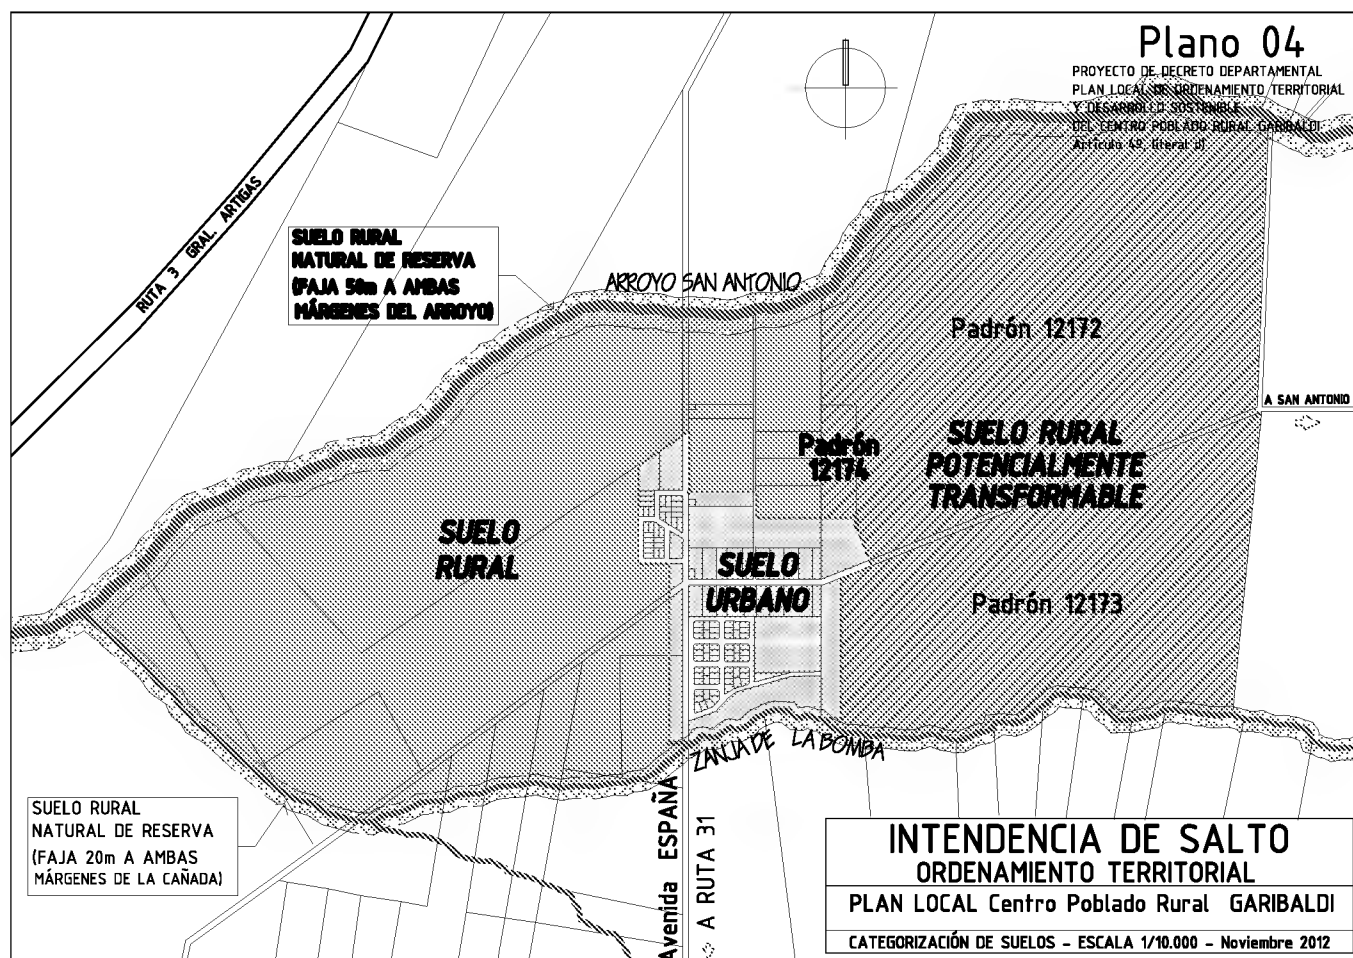 Plano 04
PROYECTO DE DECRETO DEPARTAMENTAL
PLAN LOCAL DE ORDENAMIENTO TERRITORIAL
Y DESARROLLO SOSTENIBLE
DEL CENTRO POBLADO RURAL GARIBALDI
Artículo 4º, literal d)
RUTA 3 GRAL. ARTIGAS
SUELO RURAL
NATURAL DE RESERVA
(FAJA 50m A AMBAS
MÁRGENES DEL ARROYO)
ARROYO SAN ANTONIO
Padrón 12172
A SAN ANTONIO
Padrón
12174
SUELO RURAL
POTENCIALMENTE
TRANSFORMABLE
SUELO
RURAL
SUELO
URBANO
Padrón 12173
ZANJA DE LA BOMBA
SUELO RURAL
NATURAL DE RESERVA
(FAJA 20m A AMBAS
MÁRGENES DE LA CAÑADA)
Avenida ESPAÑA
A RUTA 31
INTENDENCIA DE SALTO
ORDENAMIENTO TERRITORIAL
PLAN LOCAL Centro Poblado Rural GARIBALDI
CATEGORIZACIÓN DE SUELOS - ESCALA 1/10.000 - Noviembre 2012